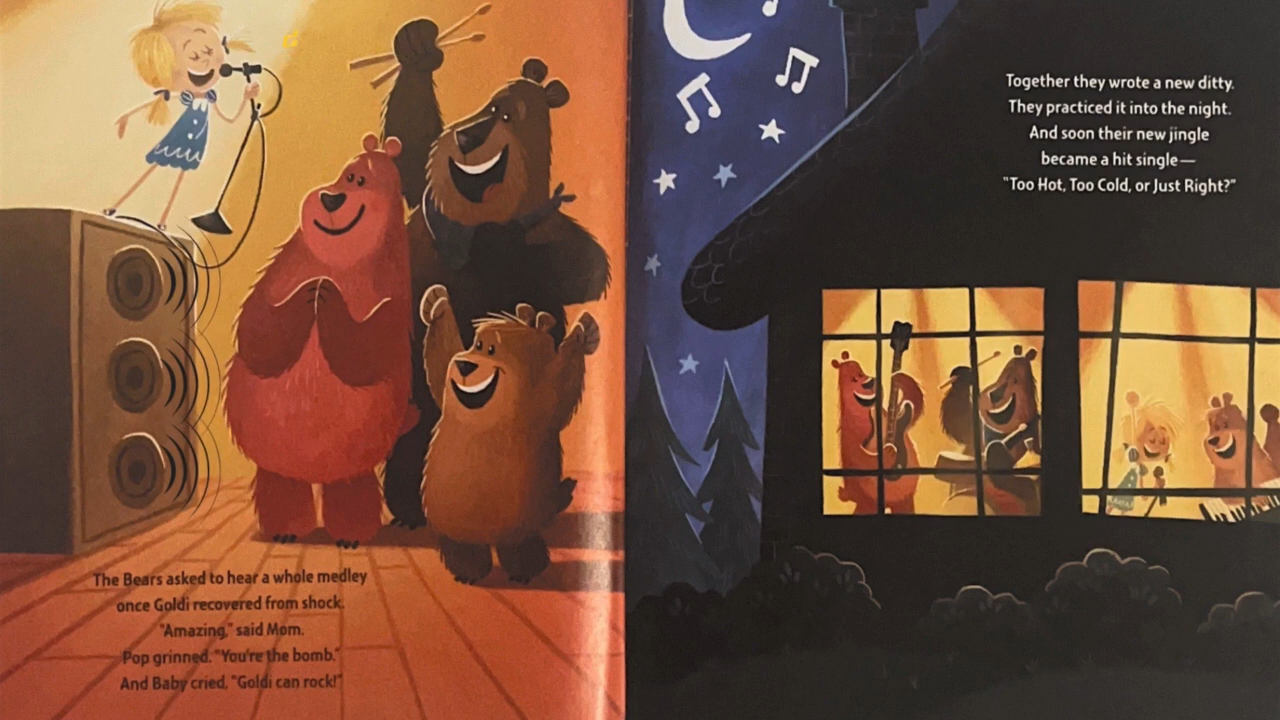 The Bears asked to hear a whole medley
once Goldi recovered from shock.
"Amazing," said Mom.
Pop grinned. "You're the bomb."
And Baby cried, "Goldi can rock!"
Together they wrote a new ditty.
They practiced it into the night.
And soon their new jingle
became a hit single—
"Too Hot, Too Cold, or Just Right?"